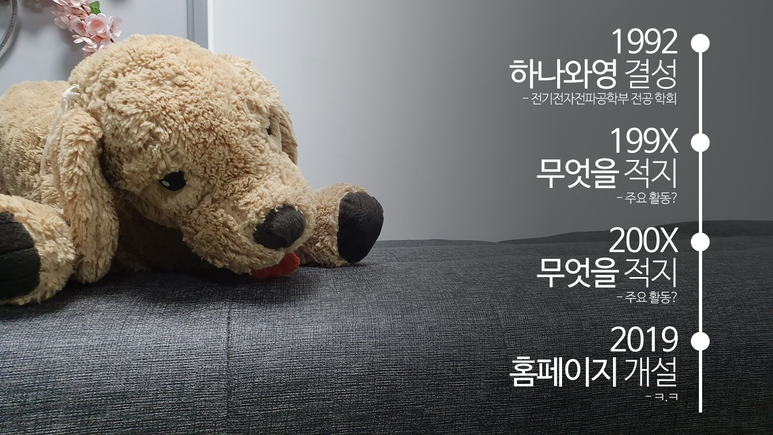 1992
하나와영 결성
- 전기전자전파공학부 전공 학회
199X
무엇을 적지
- 주요 활동?
200X
무엇을 적지
- 주요 활동?
2019
홈페이지 개설
- ㅋ.ㅋ